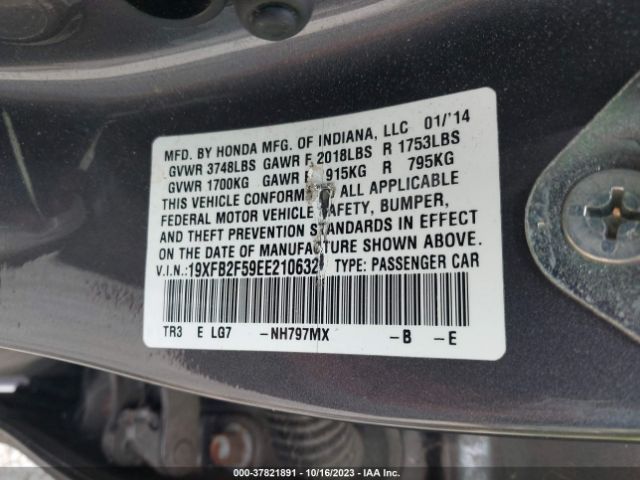 MFD. BY HONDA MFG. OF INDIANA, LLC 01/'14
GVWR 3748LBS GAWR F 2018LBS R 1753LBS
GVWR 1700KG GAWR 915KG R 795KG
THIS VEHICLE CONFORM ALL APPLICABLE
FEDERAL MOTOR VEHICLE SAFETY, BUMPER,
AND THEFT PREVENTION STANDARDS IN EFFECT
ON THE DATE OF MANUFACTURE SHOWN ABOVE.
V.I.N.:19XFB2F59EE210632 TYPE: PASSENGER CAR
TR3 E LG7 -NH797MX -B -E
000-37821891 | 10/16/2023 | IAA Inc.